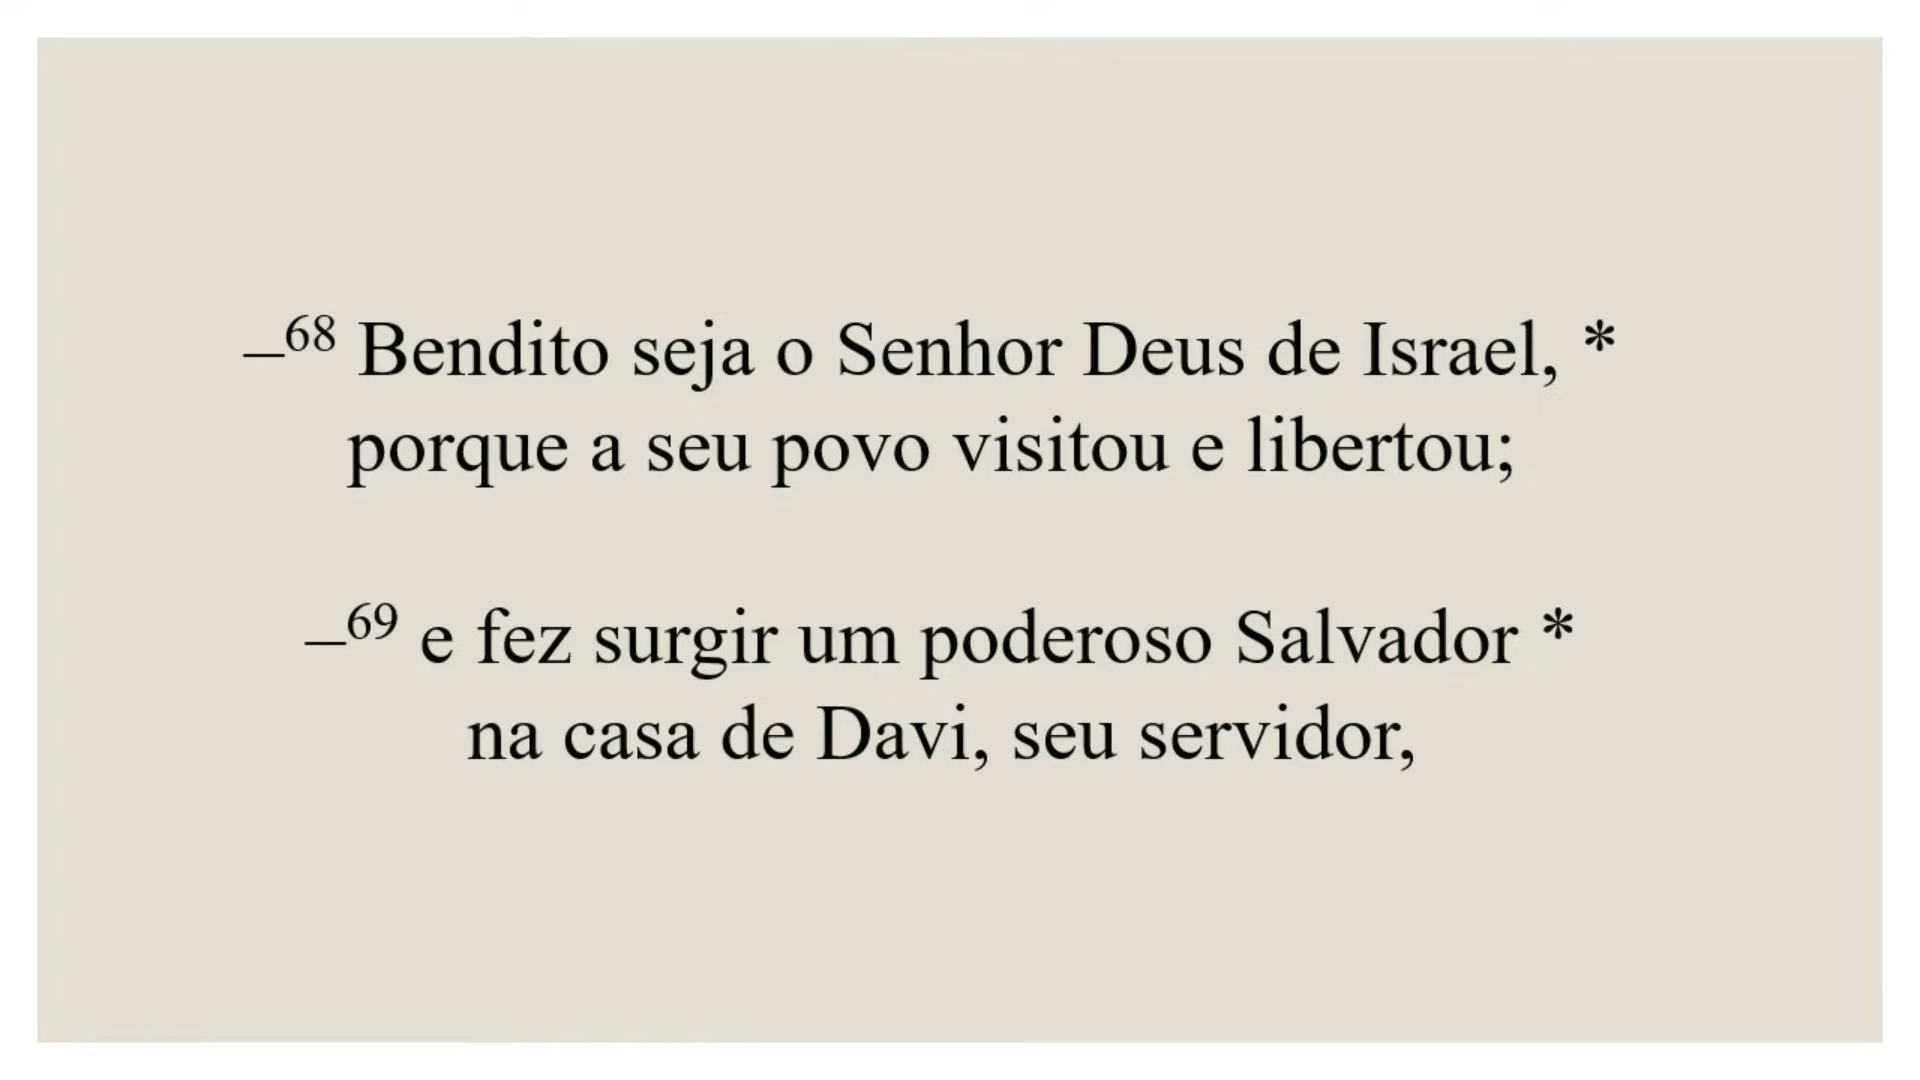 –68 Bendito seja o Senhor Deus de Israel, *
porque a seu povo visitou e libertou;
–69 e fez surgir um poderoso Salvador *
na casa de Davi, seu servidor,